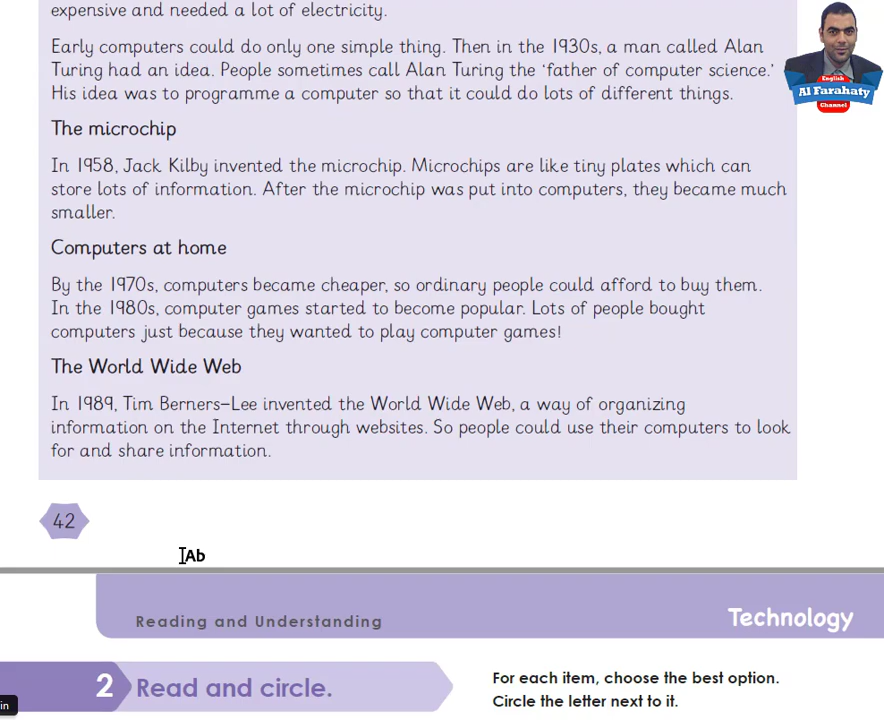 expensive and needed a lot of electricity.
Early computers could do only one simple thing. Then in the 1930s, a man called Alan
Turing had an idea. People sometimes call Alan Turing the 'father of computer science.'
His idea was to programme a computer so that it could do lots of different things.
The microchip
In 1958, Jack Kilby invented the microchip. Microchips are like tiny plates which can
store lots of information. After the microchip was put into computers, they became much
smaller.
Computers at home
By the 1970s, computers became cheaper, so ordinary people could afford to buy them.
In the 1980s, computer games started to become popular. Lots of people bought
computers just because they wanted to play computer games!
The World Wide Web
In 1989, Tim Berners-Lee invented the World Wide Web, a way of organizing
information on the Internet through websites. So people could use their computers to look
for and share information.
English
Al Farahaty
Channel
42
Ab
Reading and Understanding
Technology
2 Read and circle.
For each item, choose the best option.
Circle the letter next to it.
in